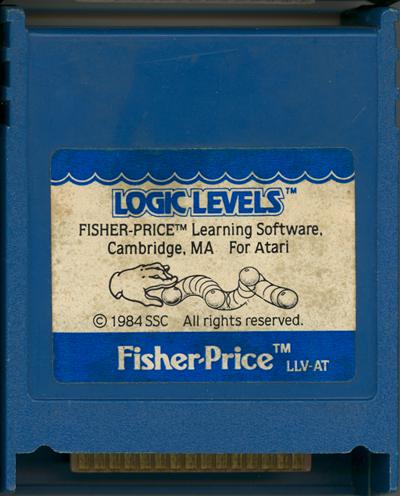 LOGIC LEVELS™
FISHER-PRICE™ Learning Software,
Cambridge, MA For Atari
© 1984 SSC All rights reserved.
Fisher-Price™
LLV-AT